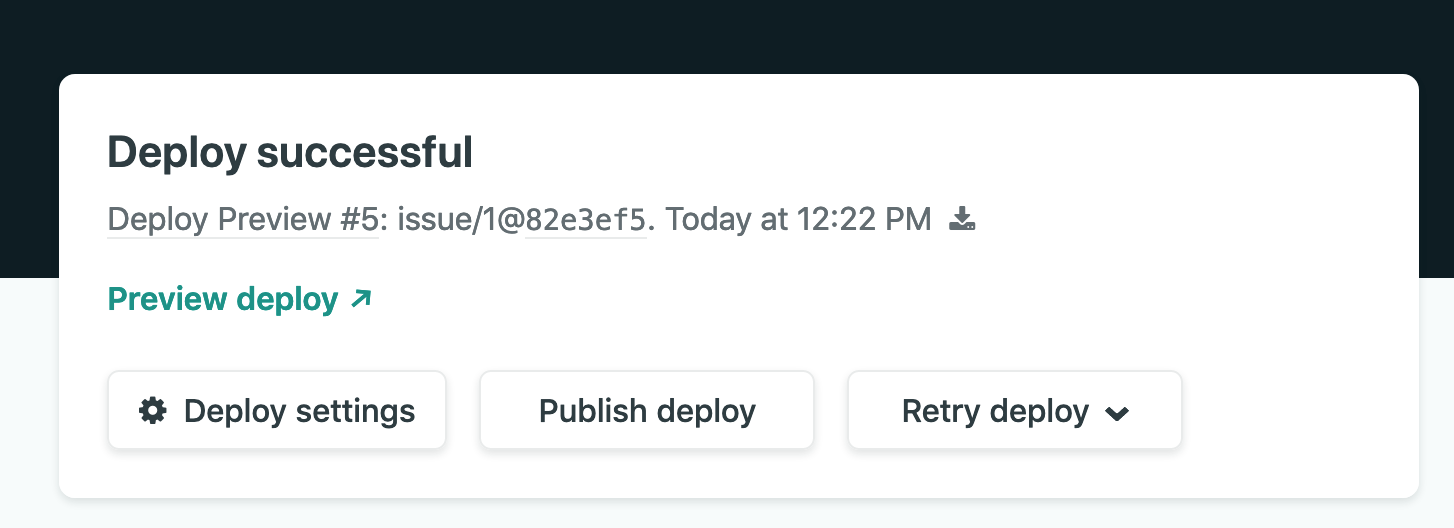 Deploy successful
Deploy Preview #5: issue/1@82e3ef5. Today at 12:22 PM
Preview deploy
Deploy settings Publish deploy Retry deploy